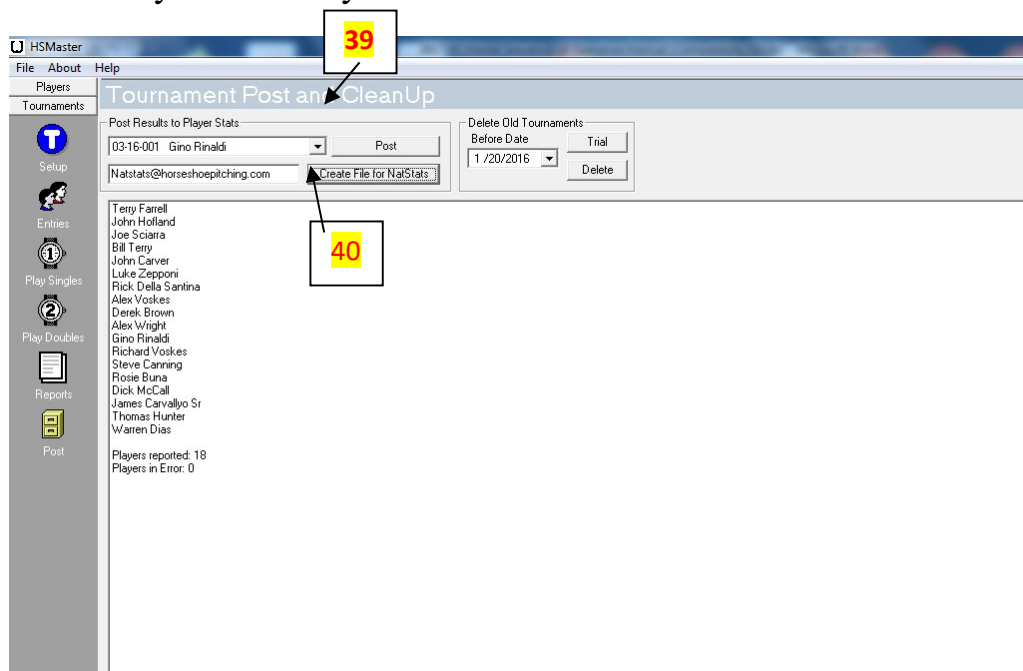 39
HSMaster
File About Help
Players
Tournaments
Tournament Post and CleanUp
Setup
Entries
Play Singles
Play Doubles
Reports
Post
Post Results to Player Stats
03-16-001 Gino Rinaldi
Post
Natstats@horseshoepitching.com
Create File for NatStats
Delete Old Tournaments
Before Date
1 /20/2016
Trial
Delete
40
Terry Farrell
John Hofland
Joe Sciarra
Bill Terry
John Carver
Luke Zepponi
Rick Della Santina
Alex Voskes
Derek Brown
Alex Wright
Gino Rinaldi
Richard Voskes
Steve Canning
Rosie Buna
Dick McCall
James Carvallyo Sr
Thomas Hunter
Warren Dias
Players reported: 18
Players in Error: 0